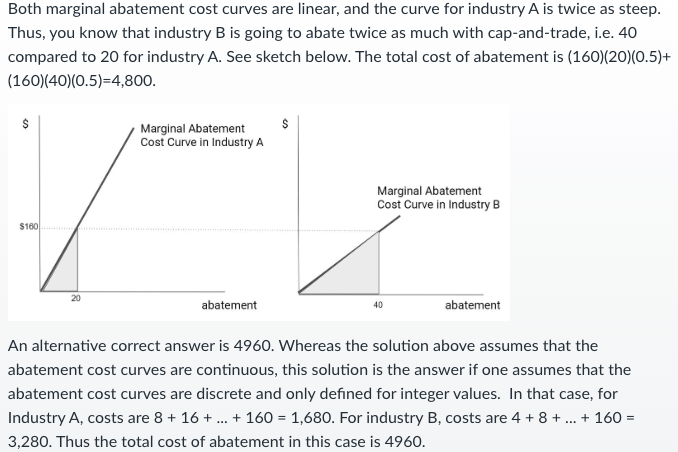 Both marginal abatement cost curves are linear, and the curve for industry A is twice as steep.
Thus, you know that industry B is going to abate twice as much with cap-and-trade, i.e. 40
compared to 20 for industry A. See sketch below. The total cost of abatement is (160)(20)(0.5)+
(160)(40)(0.5)=4,800.
$
Marginal Abatement
Cost Curve in Industry A
$160
20
abatement
$
Marginal Abatement
Cost Curve in Industry B
40
abatement
An alternative correct answer is 4960. Whereas the solution above assumes that the
abatement cost curves are continuous, this solution is the answer if one assumes that the
abatement cost curves are discrete and only defined for integer values. In that case, for
Industry A, costs are 8 + 16 + ... + 160 = 1,680. For industry B, costs are 4 + 8 + ... + 160 =
3,280. Thus the total cost of abatement in this case is 4960.